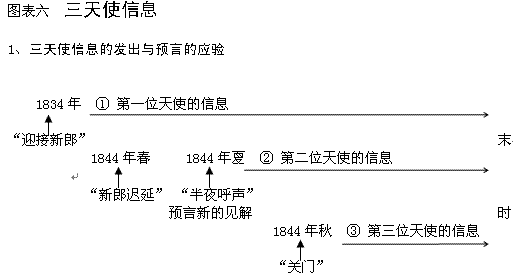 图表六 三天使信息
1、三天使信息的发出与预言的应验
1834 年 ① 第一位天使的信息
“迎接新郎” 末
1844 年春 1844 年夏 ② 第二位天使的信息
“新郎迟延” “半夜呼声”
预言新的见解 时
1844 年秋 ③ 第三位天使的信息
“关门”